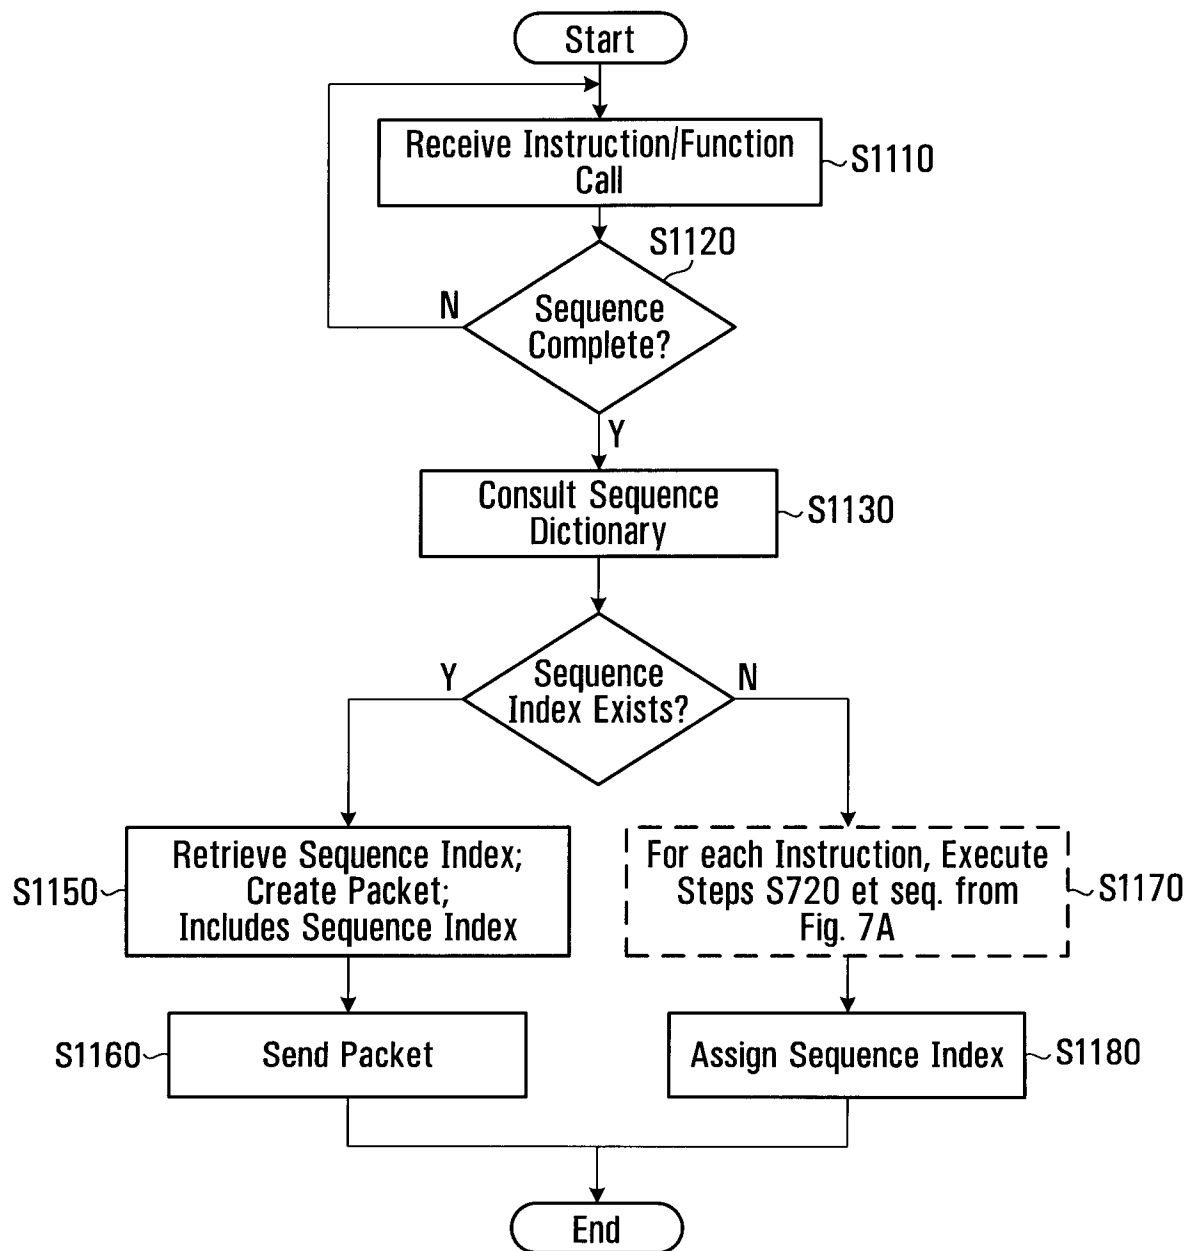 Start
Receive Instruction/Function
Call
S1110
S1120
N
Sequence
Complete?
Y
Consult Sequence
Dictionary
S1130
Y
Sequence
Index Exists?
N
S1150
Retrieve Sequence Index;
Create Packet;
Includes Sequence Index
For each Instruction, Execute
Steps S720 et seq. from
Fig. 7A
S1170
S1160
Send Packet
Assign Sequence Index
S1180
End